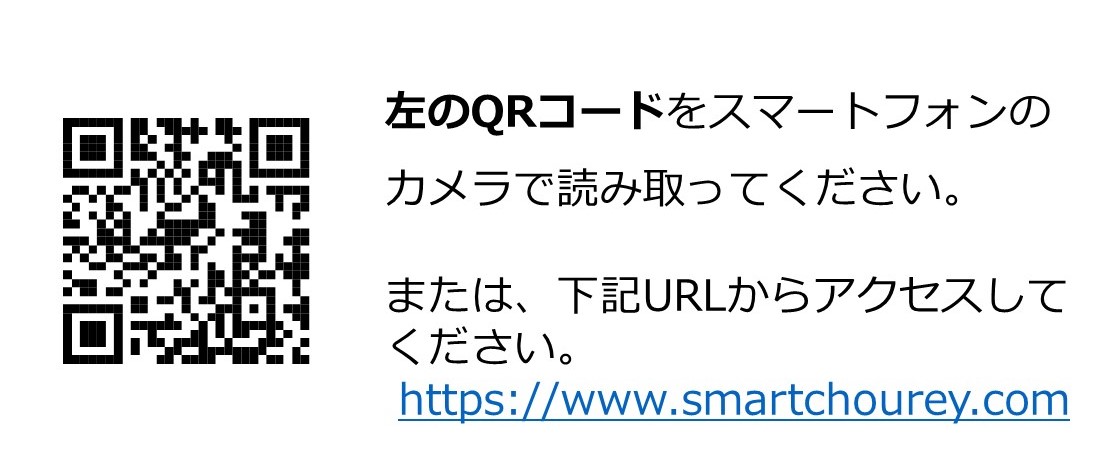 左のQRコードをスマートフォンの
カメラで読み取ってください。
または、下記URLからアクセスして
ください。
https://www.smartchourey.com